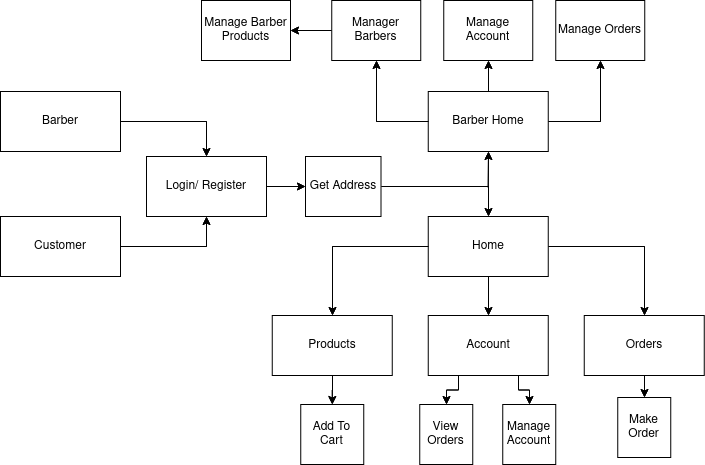 Manage Barber
Products
Manager
Barbers
Manage
Account
Manage Orders
Barber
Barber Home
Login/ Register
Get Address
Customer
Home
Products
Account
Orders
Add To
Cart
View
Orders
Manage
Account
Make
Order